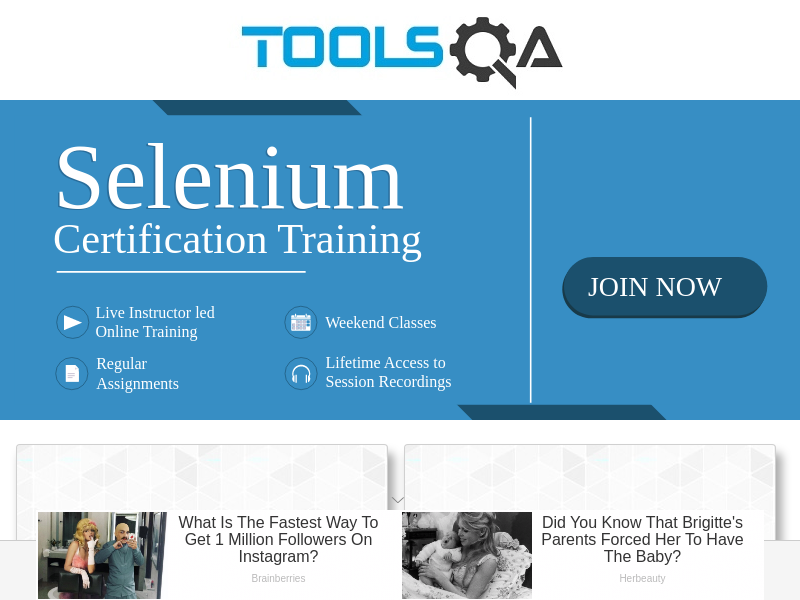 TOOLSQA
Selenium
Certification Training
JOIN NOW
Live Instructor led
Online Training
Weekend Classes
Regular
Assignments
Lifetime Access to
Session Recordings
What Is The Fastest Way To
Get 1 Million Followers On
Instagram?
Brainberries
Did You Know That Brigitte's
Parents Forced Her To Have
The Baby?
Herbeauty